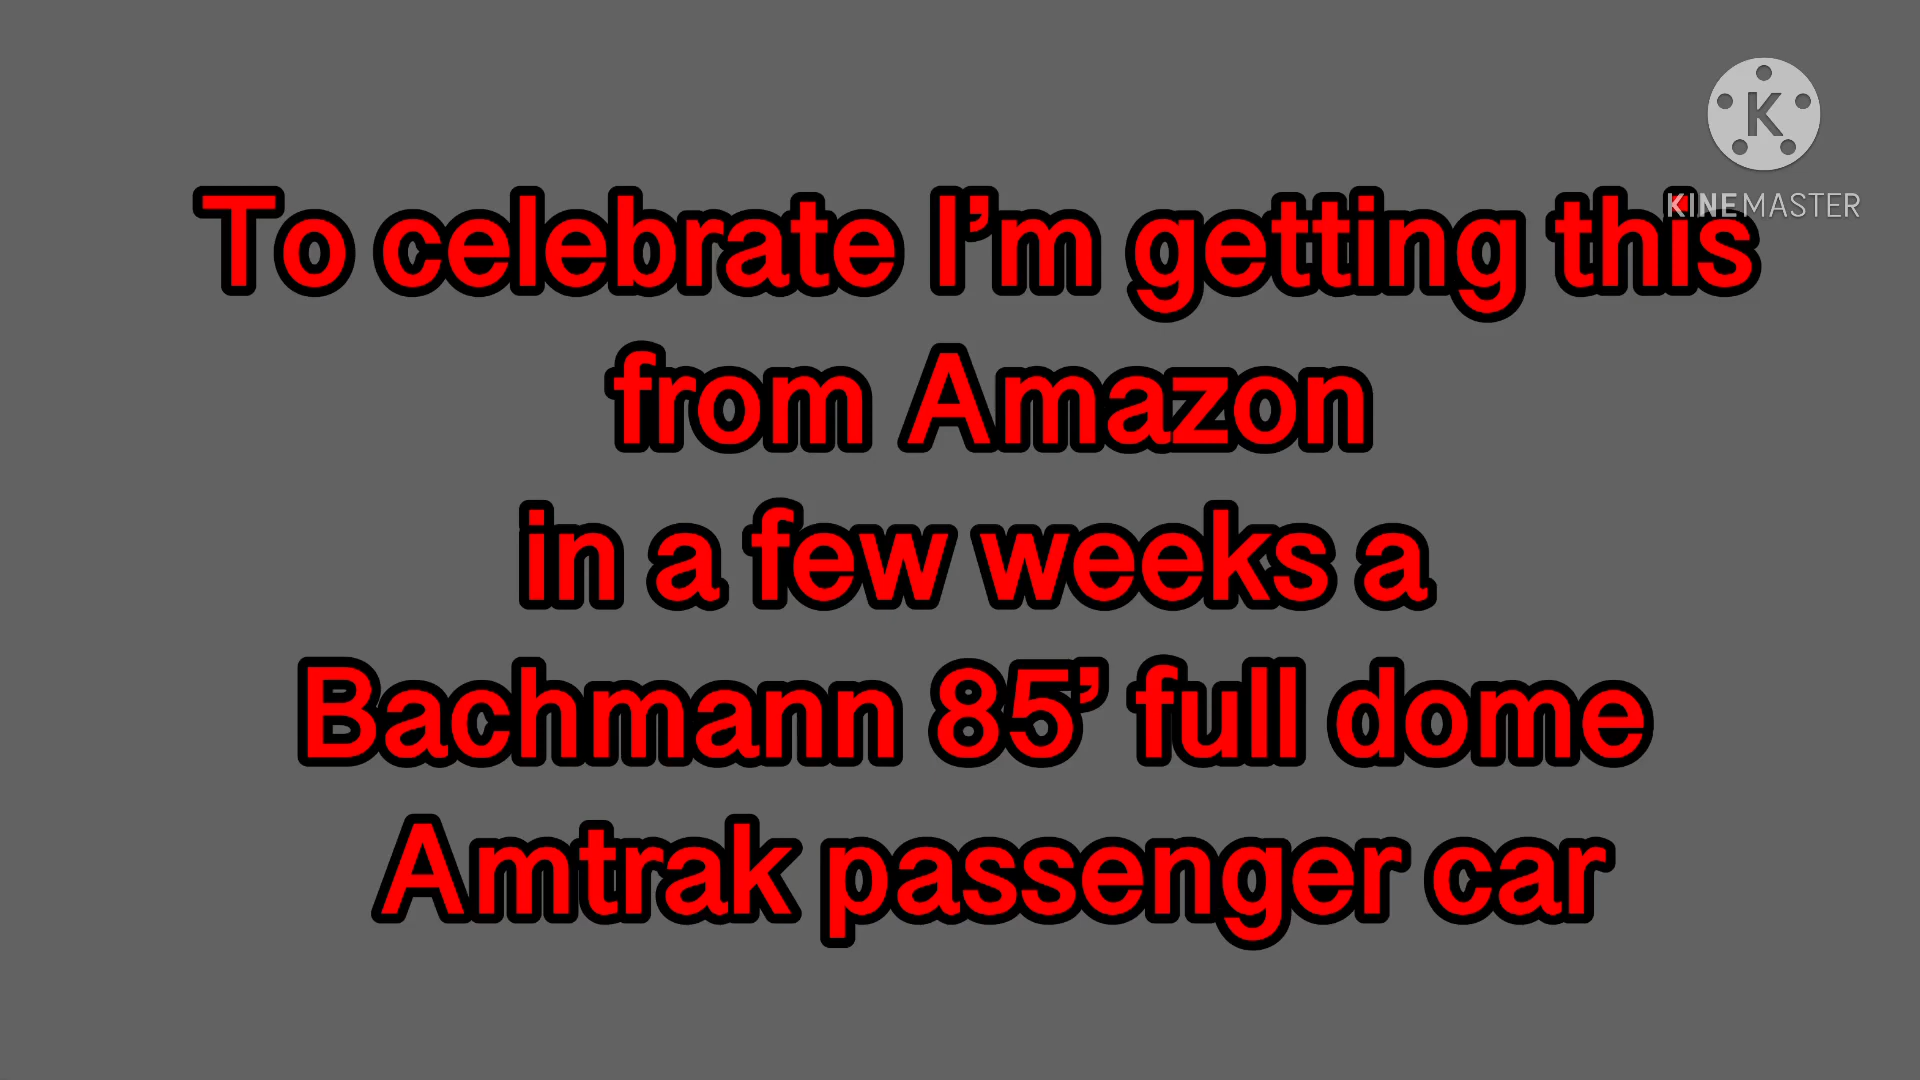 K
KINEMASTER
To celebrate I’m getting this
from Amazon
in a few weeks a
Bachmann 85’ full dome
Amtrak passenger car